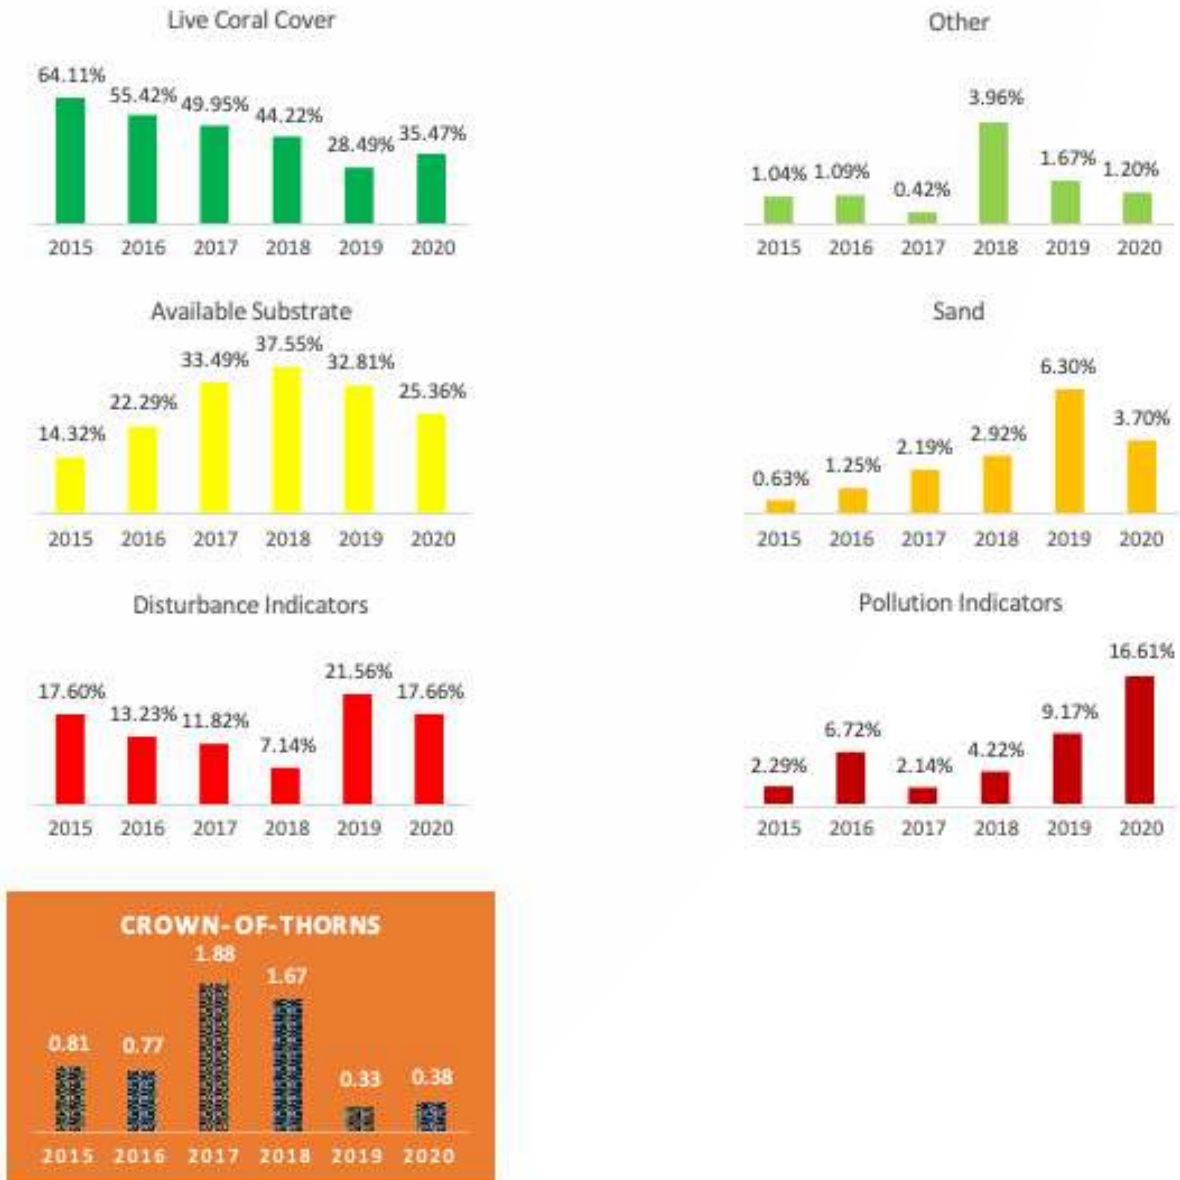 Live Coral Cover
64.11% 55.42% 49.95% 44.22% 28.49% 35.47%
2015 2016 2017 2018 2019 2020
Other
1.04% 1.09% 0.42% 3.96% 1.67% 1.20%
2015 2016 2017 2018 2019 2020
Available Substrate
14.32% 22.29% 33.49% 37.55% 32.81% 25.36%
2015 2016 2017 2018 2019 2020
Sand
0.63% 1.25% 2.19% 2.92% 6.30% 3.70%
2015 2016 2017 2018 2019 2020
Disturbance Indicators
17.60% 13.23% 11.82% 7.14% 21.56% 17.66%
2015 2016 2017 2018 2019 2020
Pollution Indicators
2.29% 6.72% 2.14% 4.22% 9.17% 16.61%
2015 2016 2017 2018 2019 2020
CROWN-OF-THORNS
0.81 0.77 1.88 1.67 0.33 0.38
2015 2016 2017 2018 2019 2020